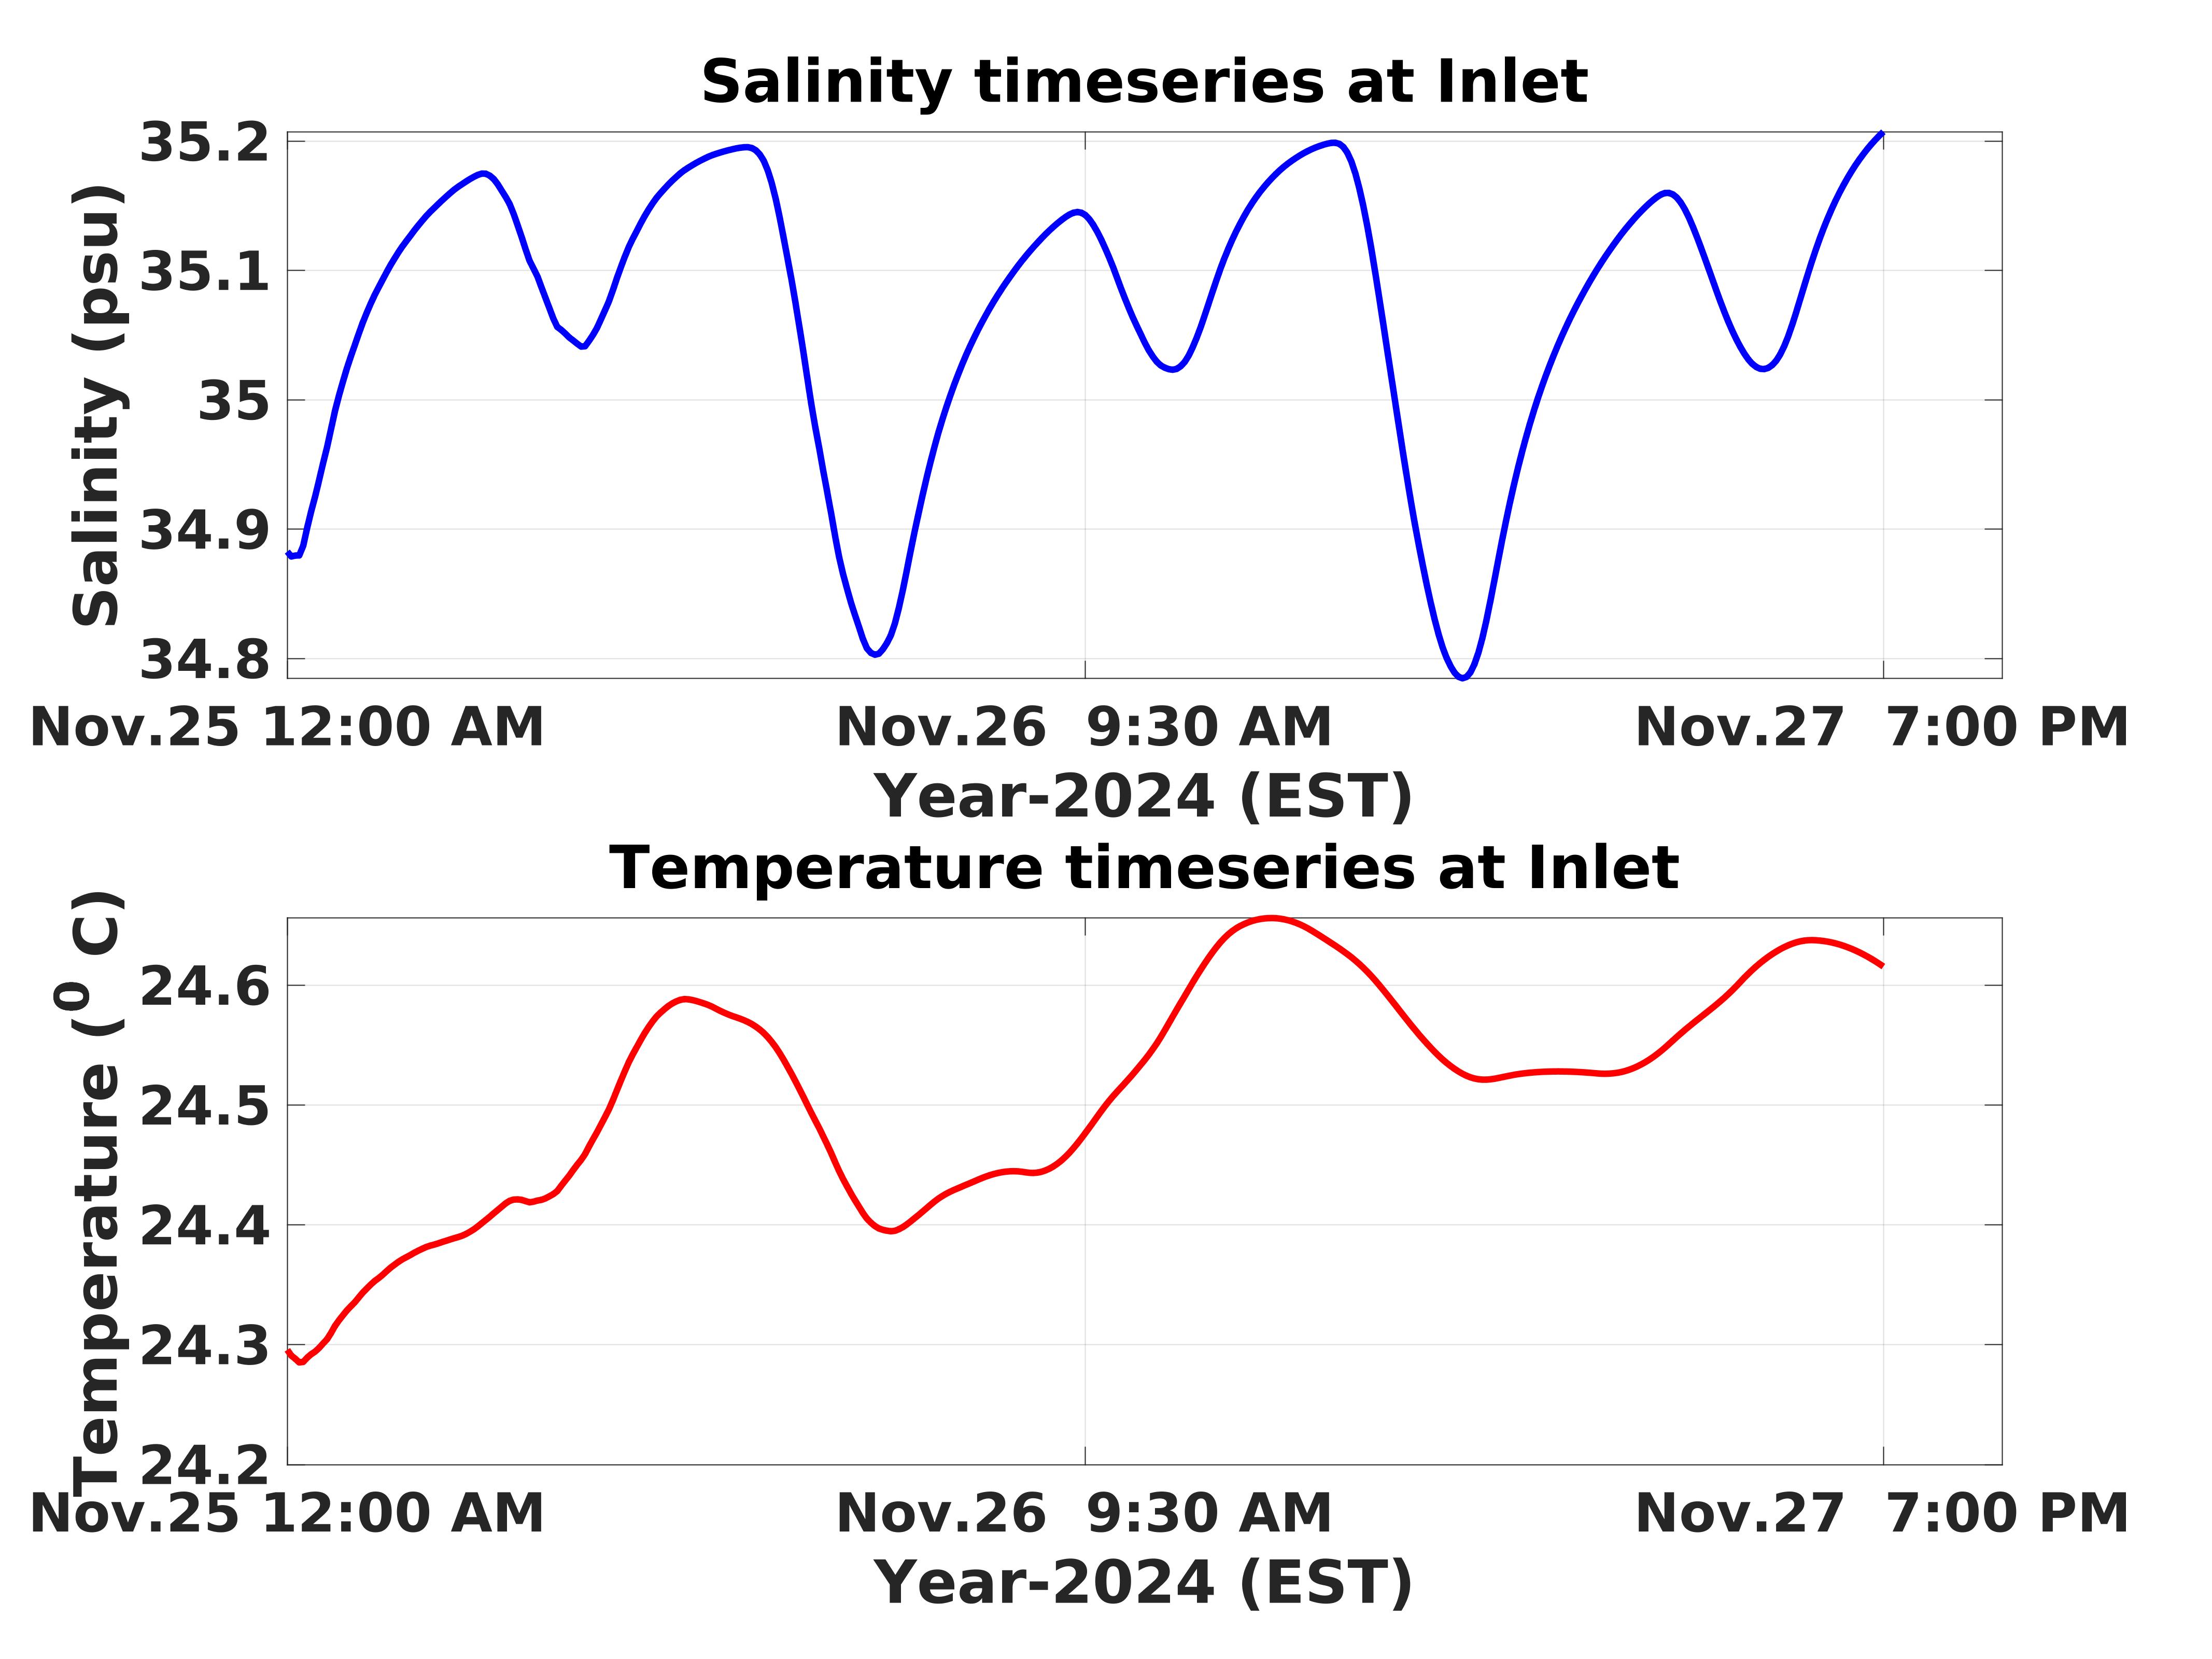 Salinity timeseries at Inlet
Salinity (psu)
35.2
35.1
35
34.9
34.8
Nov.25 12:00 AM
Nov.26  9:30 AM
Nov.27  7:00 PM
Year-2024 (EST)
Temperature timeseries at Inlet
Temperature (⁰ C)
24.6
24.5
24.4
24.3
24.2
Nov.25 12:00 AM
Nov.26  9:30 AM
Nov.27  7:00 PM
Year-2024 (EST)